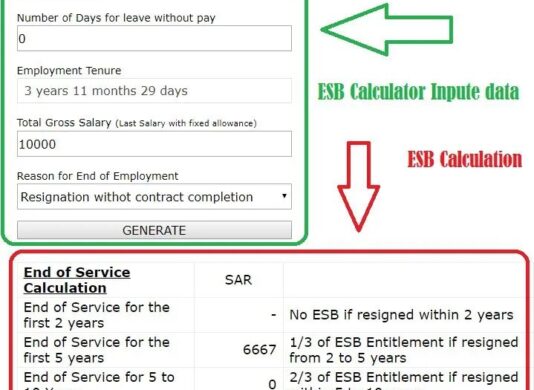 Number of Days for leave without pay
0
Employment Tenure
3 years 11 months 29 days
Total Gross Salary (Last Salary with fixed allowance)
10000
Reason for End of Employment
Resignation withot contract completion
GENERATE
ESB Calculator Inpute data
ESB Calculation
End of Service
Calculation
SAR
End of Service for the
first 2 years
-
No ESB if resigned within 2 years
End of Service for the
first 5 years
6667
1/3 of ESB Entitlement if resigned
from 2 to 5 years
End of Service for 5 to
0
2/3 of ESB Entitlement if resigned